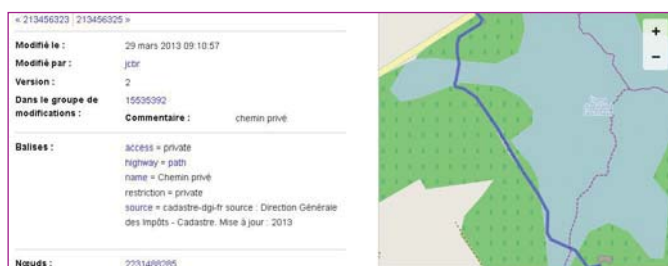 « 213456323 | 213456325 »
Modifié le : 29 mars 2013 09:10:57
Modifié par : jcbr
Version : 2
Dans le groupe de modifications : 15535392
Commentaire : chemin privé
Balises : access = private
highway = path
name = Chemin privé
restriction = private
source = cadastre-dgi-fr source : Direction Générale
des Impôts - Cadastre. Mise à jour : 2013
Nœuds : 2231488285
+
−